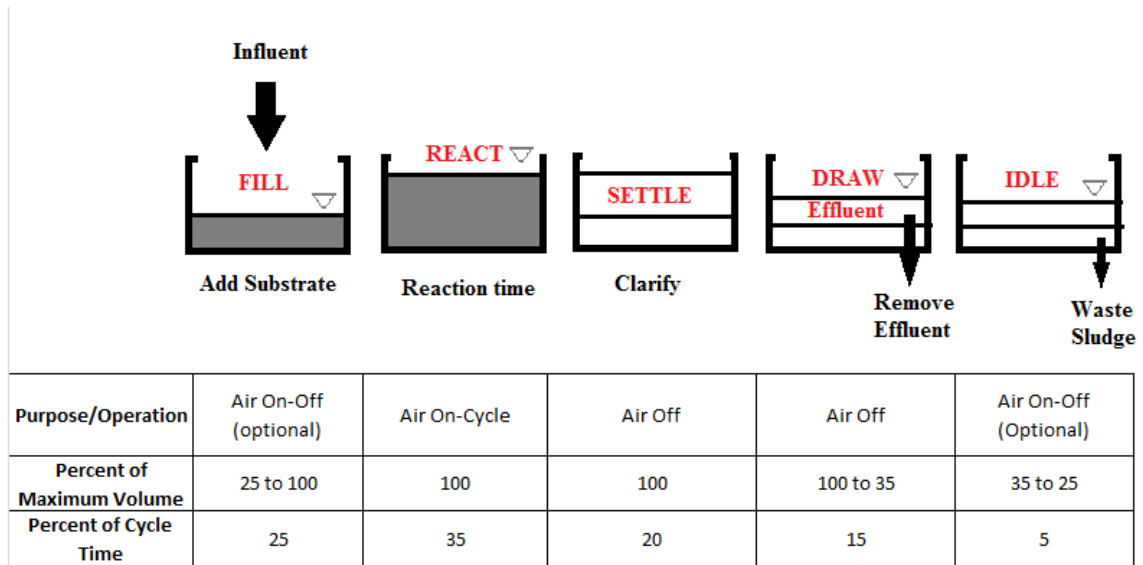 Influent
FILL
REACT
SETTLE
DRAW
Effluent
IDLE
Add Substrate
Reaction time
Clarify
Remove
Effluent
Waste
Sludge
Purpose/Operation
Air On-Off
(optional)
Air On-Cycle
Air Off
Air Off
Air On-Off
(Optional)
Percent of
Maximum Volume
25 to 100
100
100
100 to 35
35 to 25
Percent of Cycle
Time
25
35
20
15
5